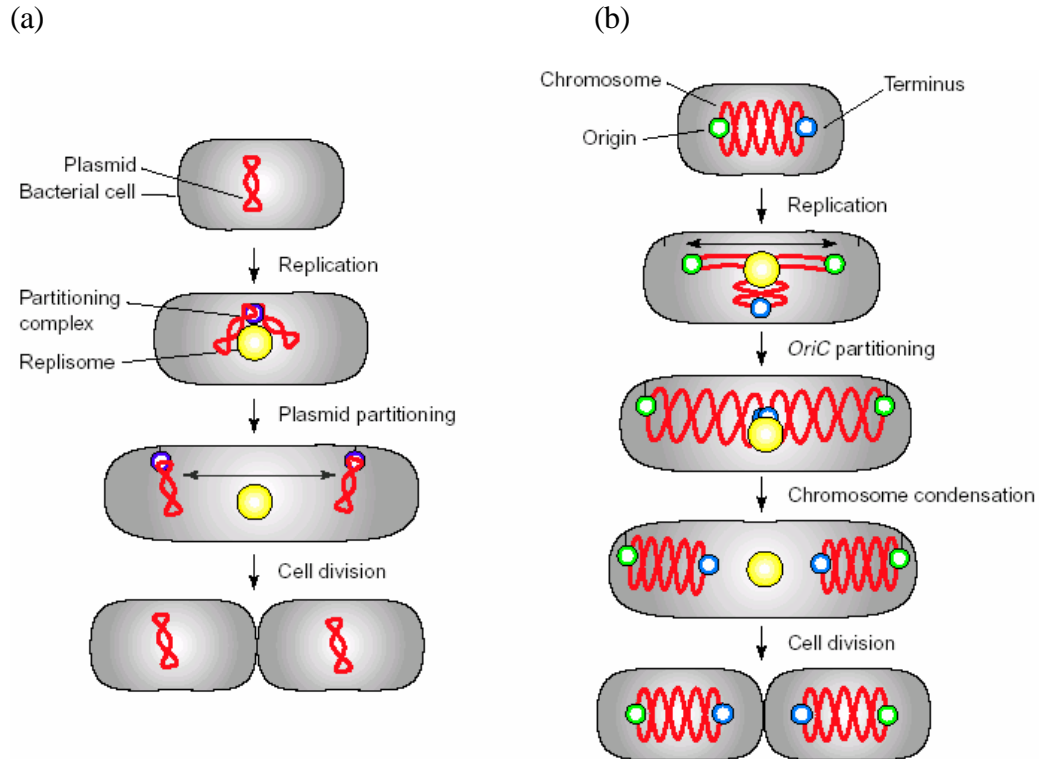 (a)
Plasmid
Bacterial cell
Replication
Partitioning
complex
Replisome
Plasmid partitioning
Cell division
(b)
Chromosome
Terminus
Origin
Replication
OriC partitioning
Chromosome condensation
Cell division